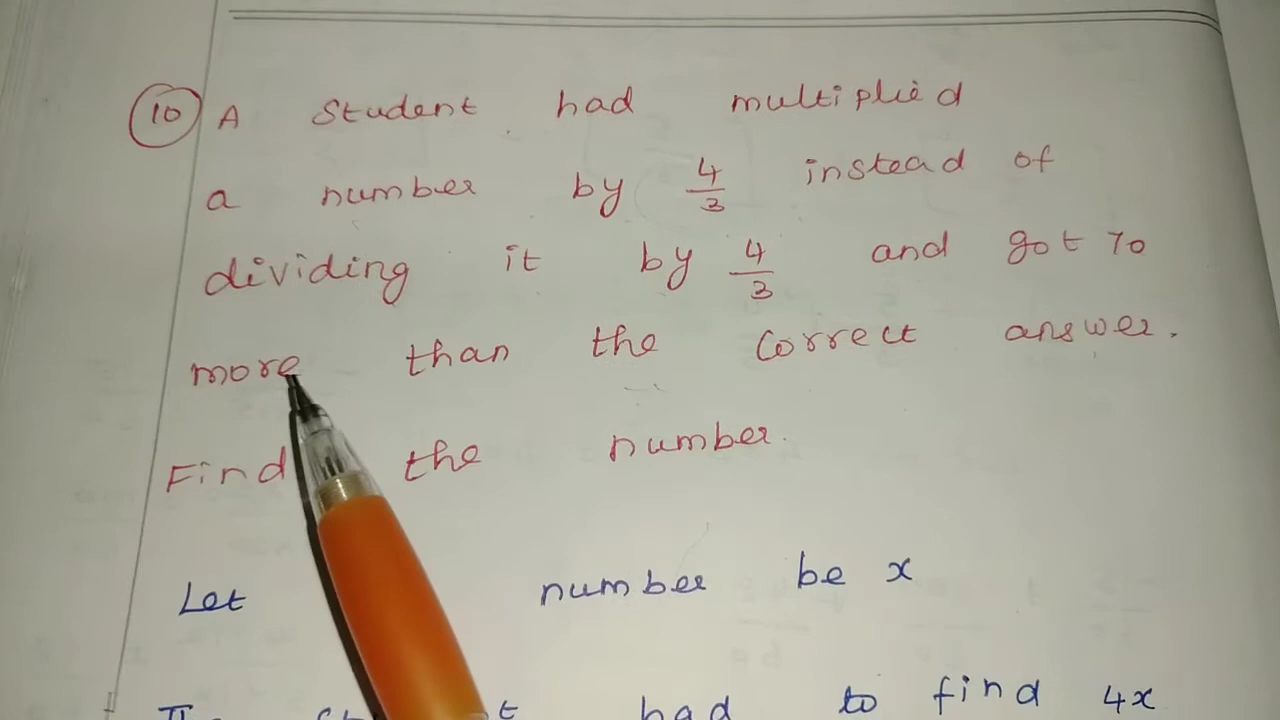 10 A Student had multiplied
a number by 4/3 instead of
dividing it by 4/3 and got 70
more than the correct answer.
Find the number.
Let number be x
had to find 4x